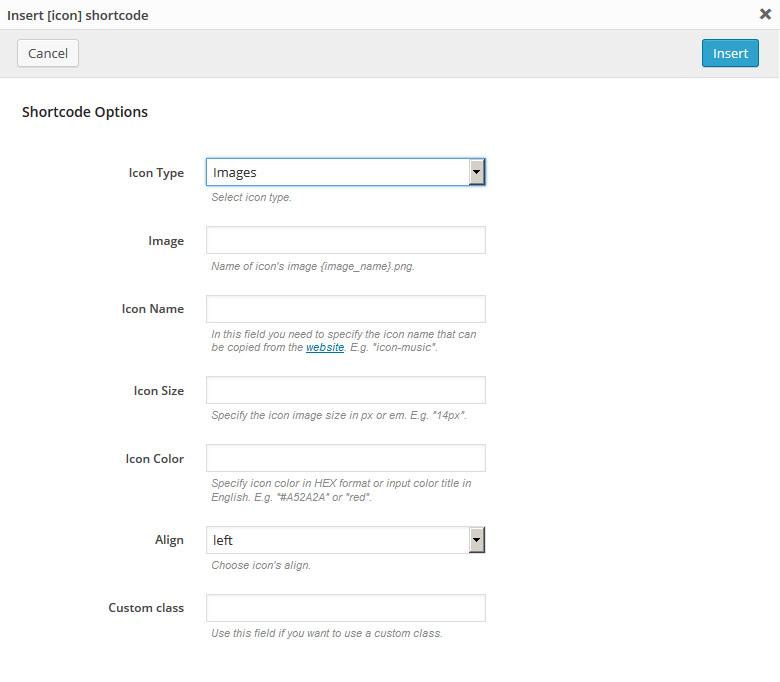 Insert [icon] shortcode
Cancel
Insert
Shortcode Options
Icon Type
Images
Select icon type.
Image
Name of icon's image {image_name}.png.
Icon Name
In this field you need to specify the icon name that can
be copied from the website. E.g. "icon-music".
Icon Size
Specify the icon image size in px or em. E.g. "14px".
Icon Color
Specify icon color in HEX format or input color title in
English. E.g. "#A52A2A" or "red".
Align
left
Choose icon's align.
Custom class
Use this field if you want to use a custom class.